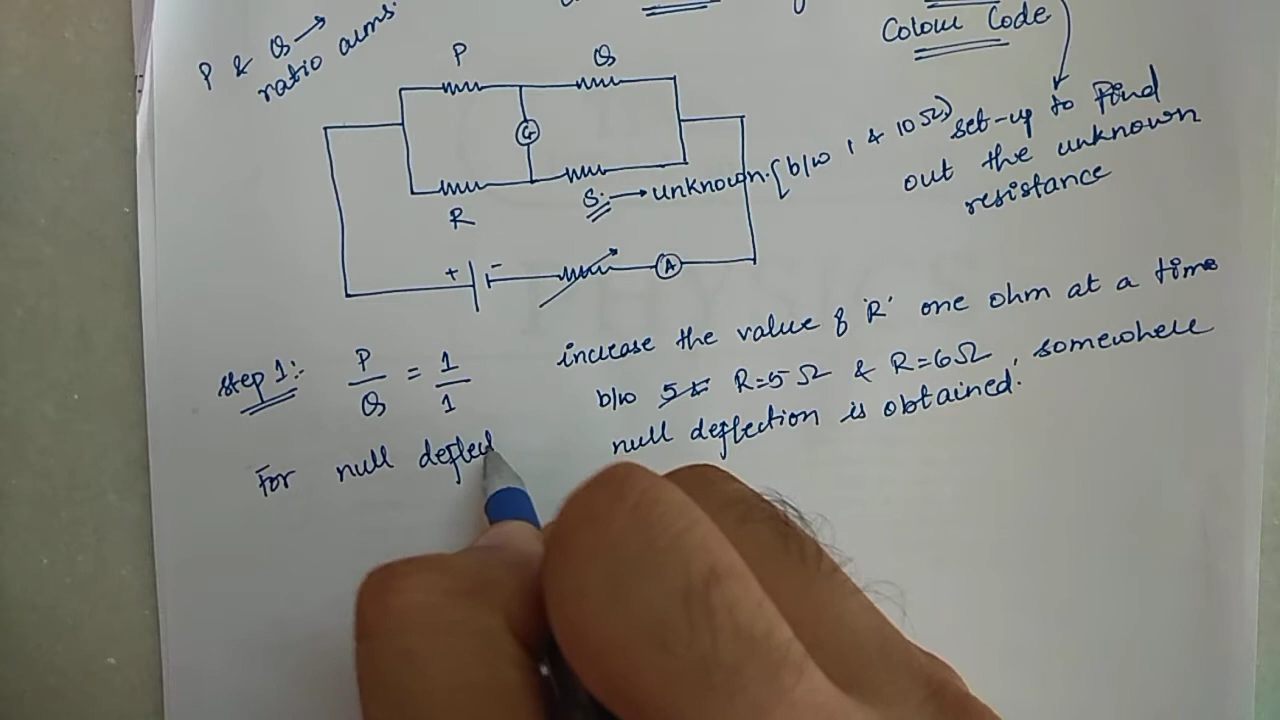 P & Q →
ratio arms.
Colour Code
P
Q
G
R
S. → unknown. {b/w 1 & 10 Ω)
set-up to find
out the unknown
resistance
+
-
A
Step 1:- P/Q = 1/1
increase the value of 'R' one ohm at a time
b/w R=5 Ω & R=6Ω, somewhere
null deflection is obtained.
For null deflect